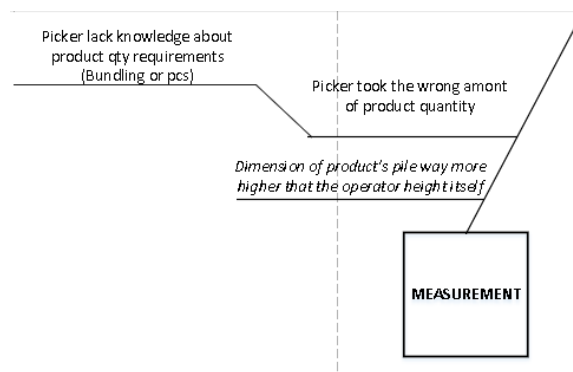 Picker lack knowledge about
product qty requirements
(Bundling or pcs)
Picker took the wrong amont
of product quantity
Dimension of product's pile way more
higher that the operator height itself
MEASUREMENT